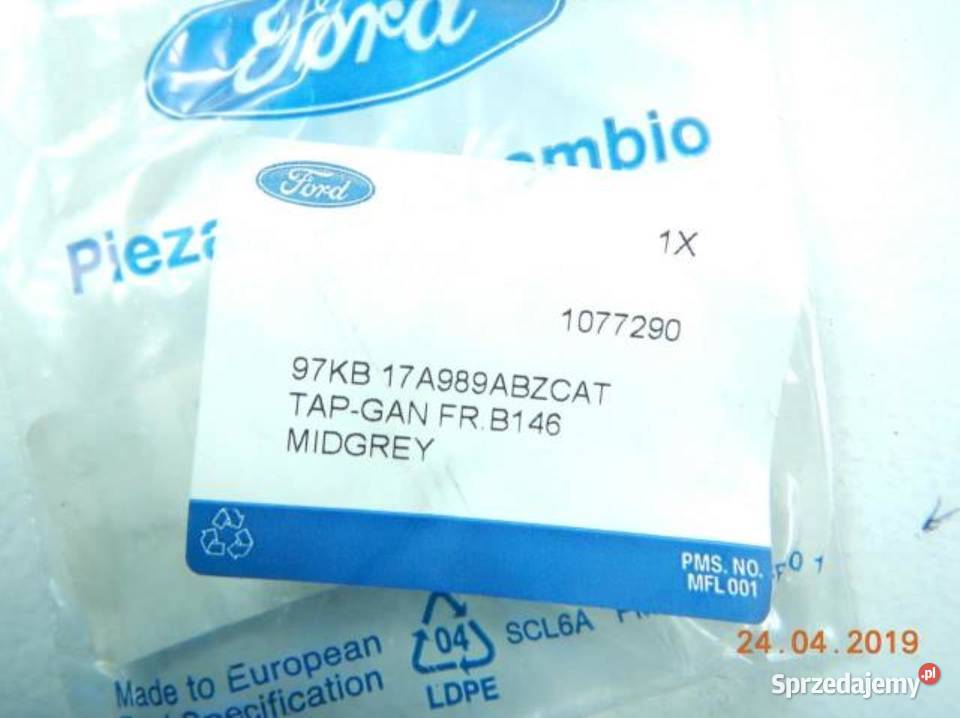 Ford
Pieza
Ford
1X
1077290
97KB 17A989ABZCAT
TAP-GAN FR.B146
MIDGREY
PMS. NO.
MFL 001
01
04
SCL6A
LDPE
Made to European
Specification
24.04.2019
Sprzedajemy.pl